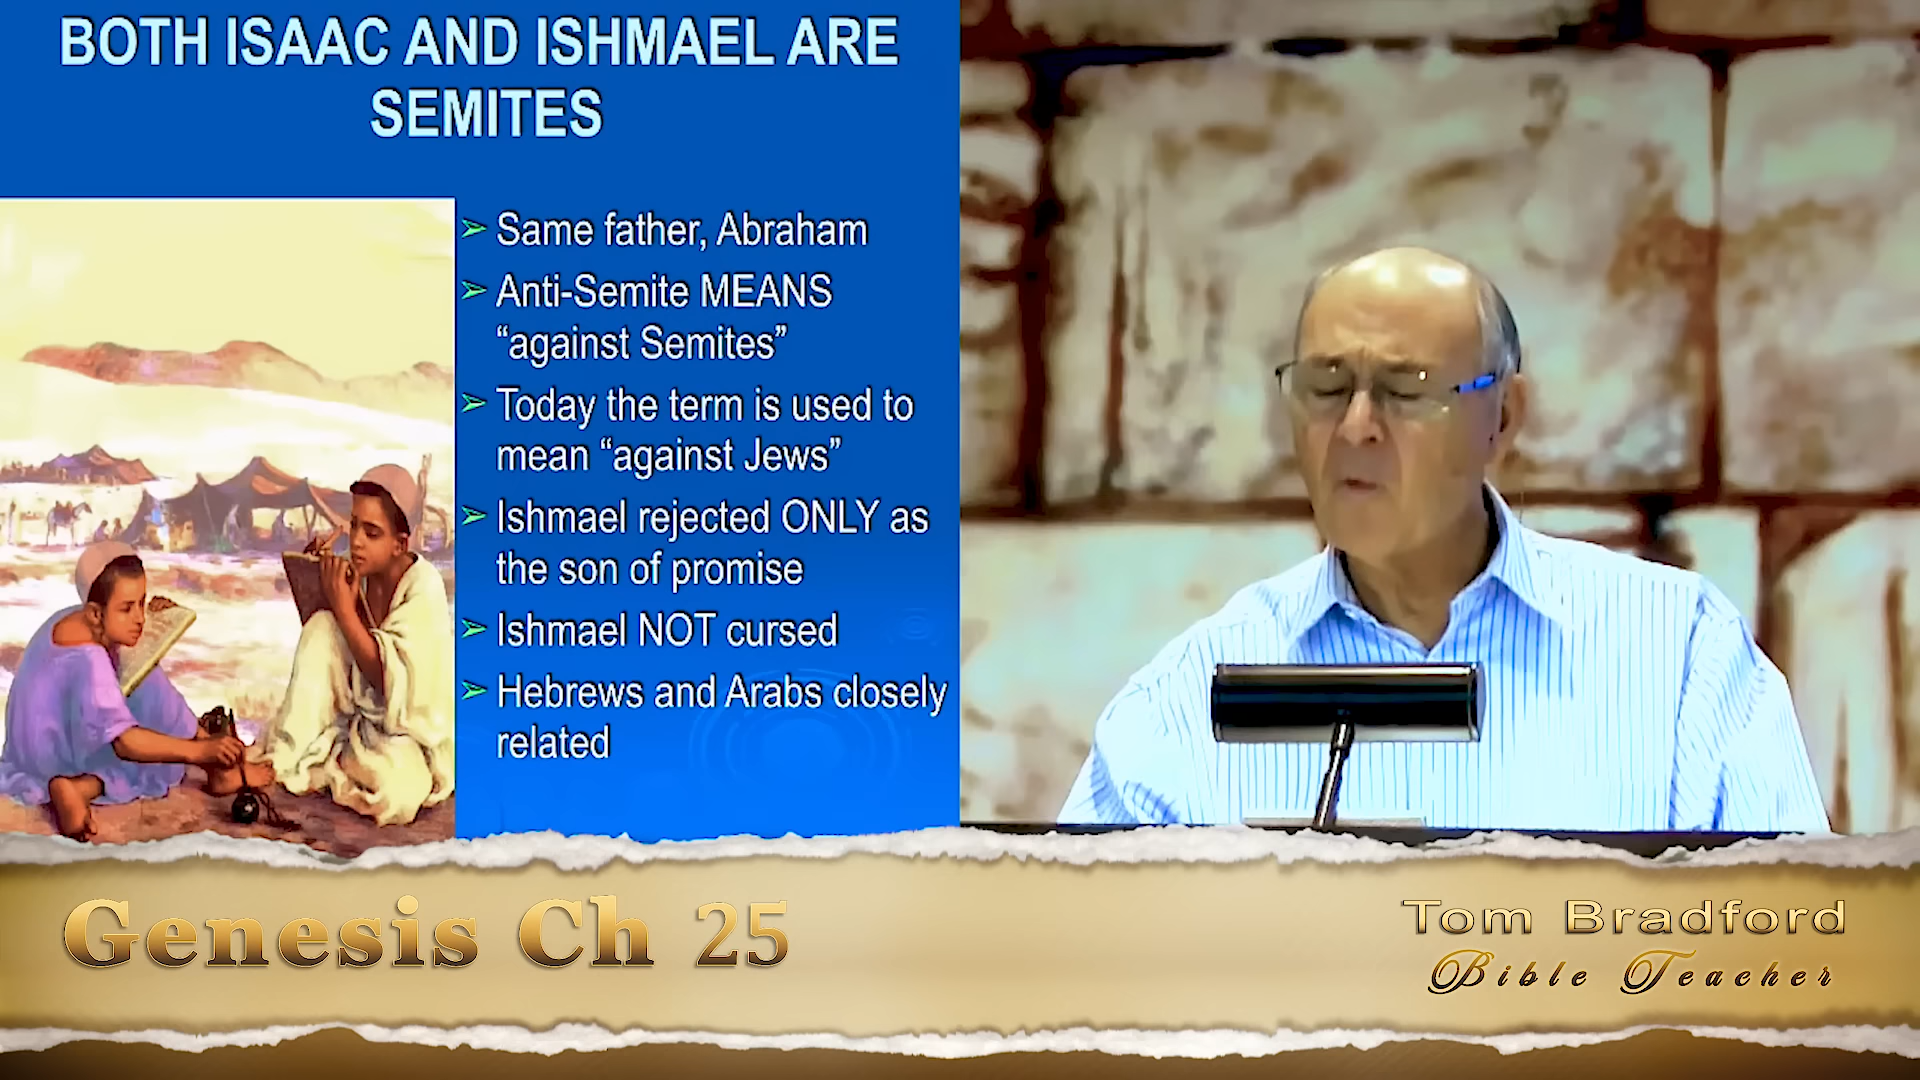 BOTH ISAAC AND ISHMAEL ARE
SEMITES
➢ Same father, Abraham
➢ Anti-Semite MEANS
“against Semites”
➢ Today the term is used to
mean “against Jews”
➢ Ishmael rejected ONLY as
the son of promise
➢ Ishmael NOT cursed
➢ Hebrews and Arabs closely
related
Genesis Ch 25
Tom Bradford
Bible Teacher